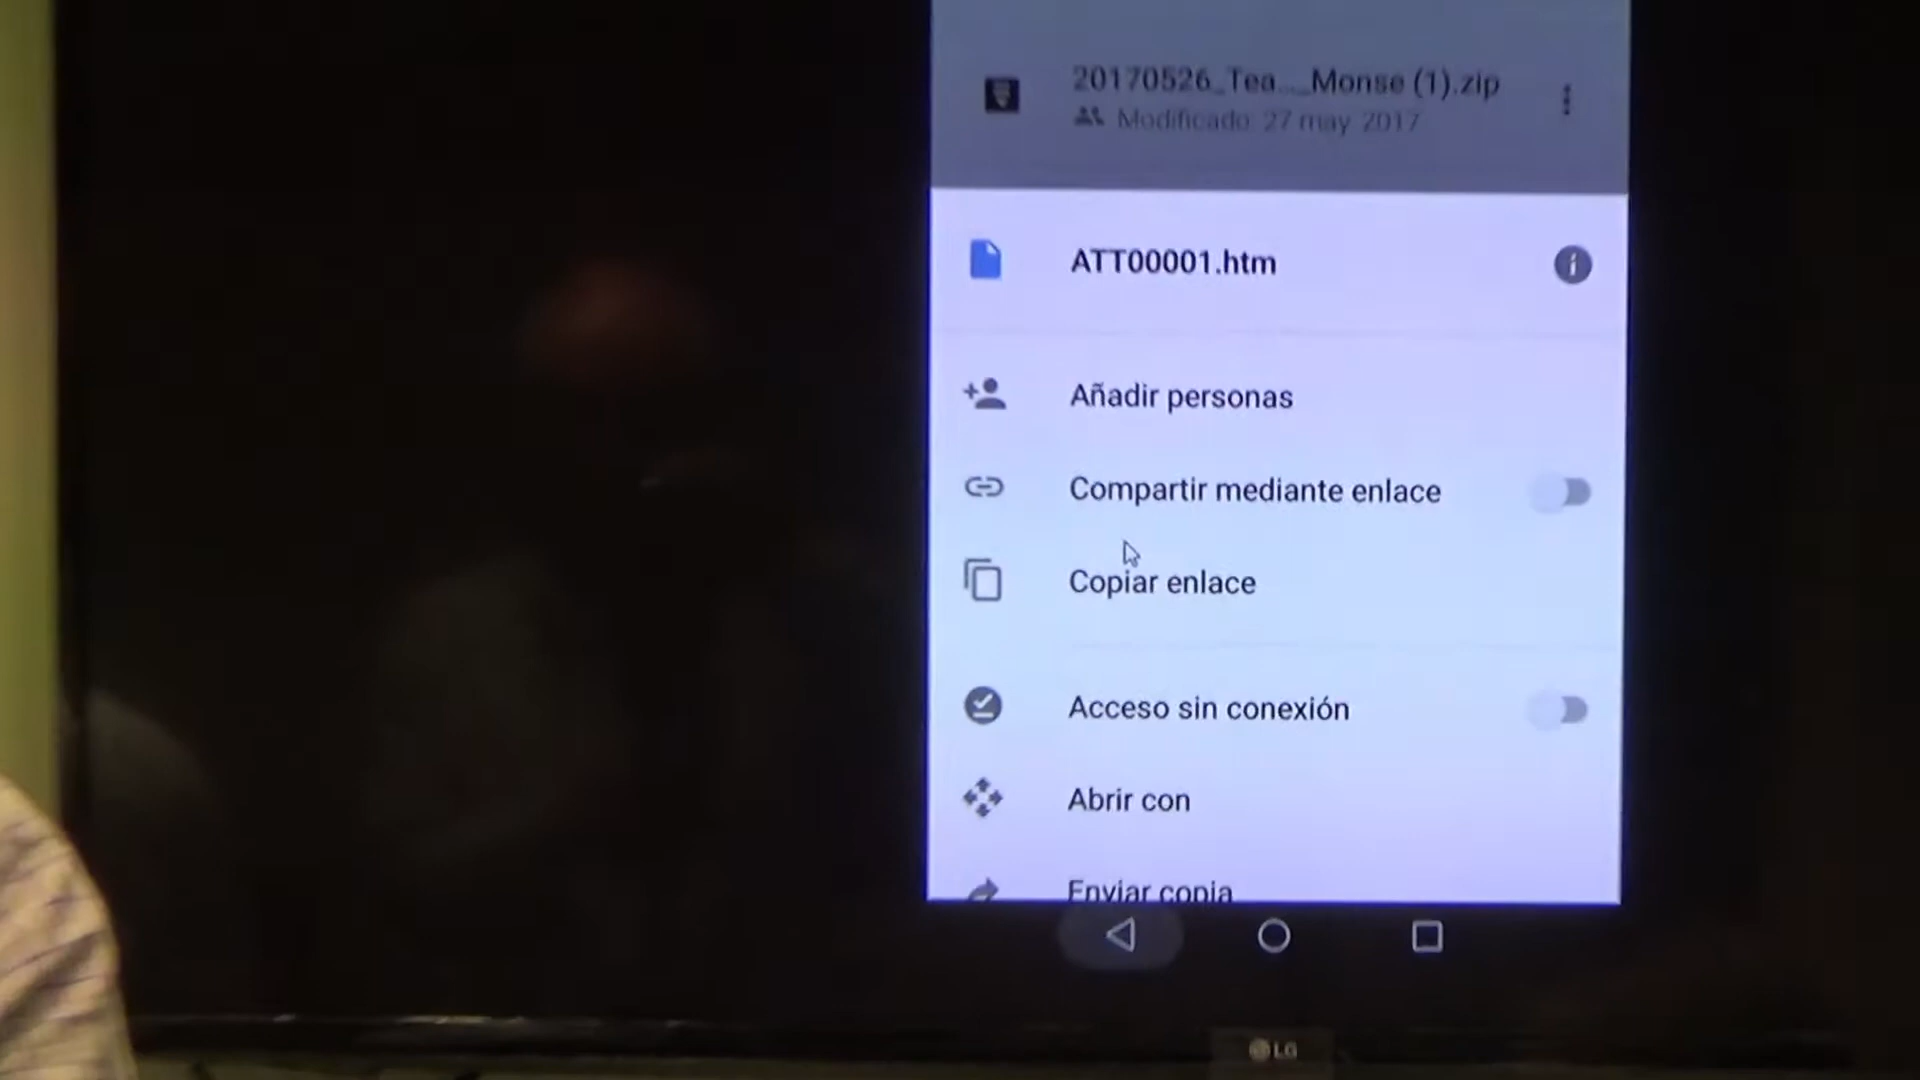 20170526_Tea..._Monse (1).zip
Modificado: 27 may. 2017
ATT00001.htm
Añadir personas
Compartir mediante enlace
Copiar enlace
Acceso sin conexión
Abrir con
Enviar copia
LG